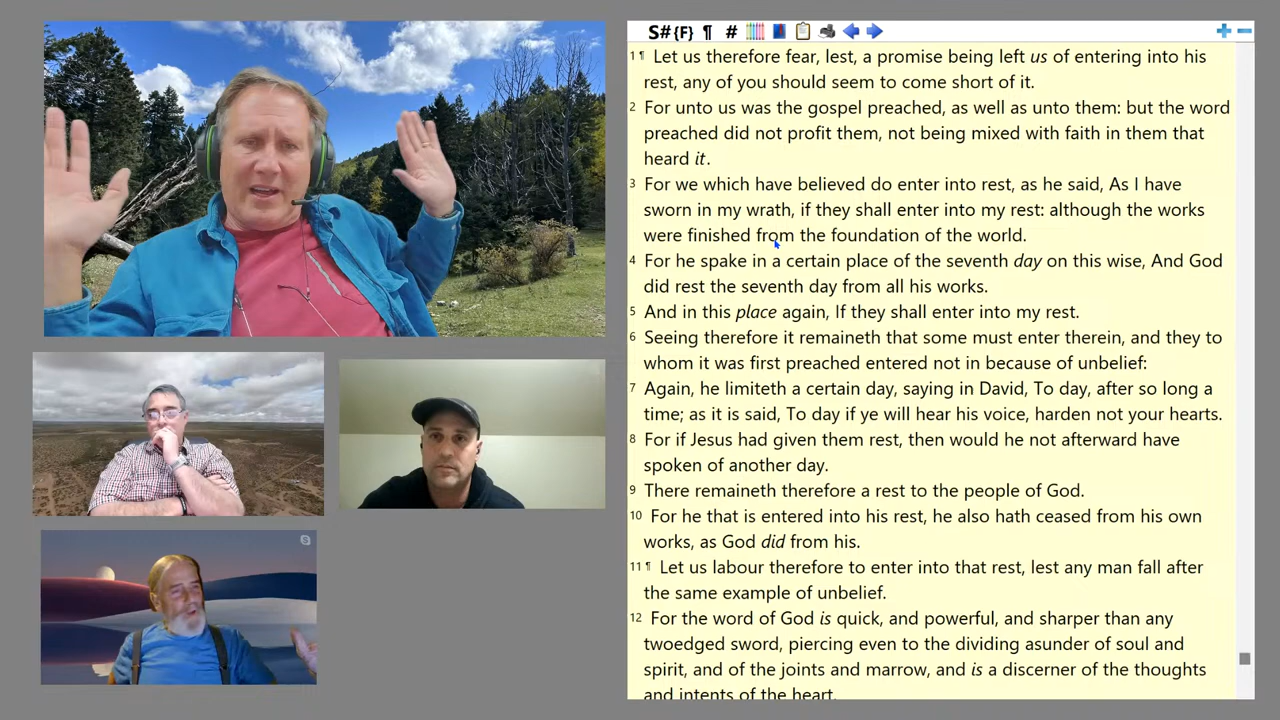 S# {F} ¶ #
1 ¶ Let us therefore fear, lest, a promise being left us of entering into his
rest, any of you should seem to come short of it.
2 For unto us was the gospel preached, as well as unto them: but the word
preached did not profit them, not being mixed with faith in them that
heard it.
3 For we which have believed do enter into rest, as he said, As I have
sworn in my wrath, if they shall enter into my rest: although the works
were finished from the foundation of the world.
4 For he spake in a certain place of the seventh day on this wise, And God
did rest the seventh day from all his works.
5 And in this place again, If they shall enter into my rest.
6 Seeing therefore it remaineth that some must enter therein, and they to
whom it was first preached entered not in because of unbelief:
7 Again, he limiteth a certain day, saying in David, To day, after so long a
time; as it is said, To day if ye will hear his voice, harden not your hearts.
8 For if Jesus had given them rest, then would he not afterward have
spoken of another day.
9 There remaineth therefore a rest to the people of God.
10 For he that is entered into his rest, he also hath ceased from his own
works, as God did from his.
11 ¶ Let us labour therefore to enter into that rest, lest any man fall after
the same example of unbelief.
12 For the word of God is quick, and powerful, and sharper than any
twoedged sword, piercing even to the dividing asunder of soul and
spirit, and of the joints and marrow, and is a discerner of the thoughts
and intents of the heart.